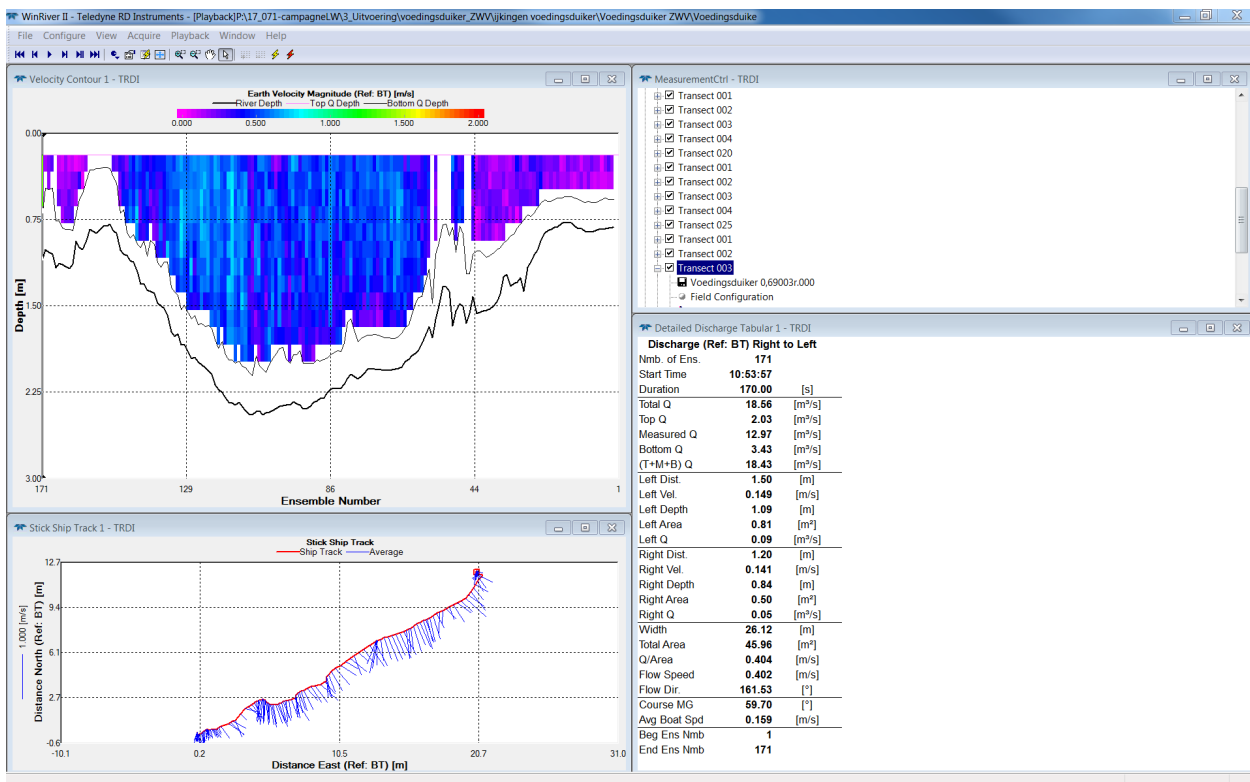 WinRiver II - Teledyne RD Instruments - [Playback]P:\17_071-campagneLW\3_Uitvoering\voedingsduiker_ZWV\ijkingen voedingsduiker\Voedingsduiker ZWV\Voedingsduike
File Configure View Acquire Playback Window Help
Velocity Contour 1 - TRDI
Earth Velocity Magnitude (Ref: BT) [m/s]
River Depth Top Q Depth Bottom Q Depth
0.000 0.500 1.000 1.500 2.000
0.00
0.75
1.50
2.25
3.00
Depth [m]
171 129 86 44 1
Ensemble Number
Stick Ship Track 1 - TRDI
Stick Ship Track
Ship Track Average
12.7
9.4
6.1
2.7
-0.6
1.000 [m/s]
Distance North (Ref: BT) [m]
-10.1 0.2 10.5 20.7 31.0
Distance East (Ref: BT) [m]
MeasurementCtrl - TRDI
Transect 001
Transect 002
Transect 003
Transect 004
Transect 020
Transect 001
Transect 002
Transect 003
Transect 004
Transect 025
Transect 001
Transect 002
Transect 003
Voedingsduiker 0,69003r.000
Field Configuration
Detailed Discharge Tabular 1 - TRDI
Discharge (Ref: BT) Right to Left
Nmb. of Ens. 171
Start Time 10:53:57
Duration 170.00 [s]
Total Q 18.56 [m³/s]
Top Q 2.03 [m³/s]
Measured Q 12.97 [m³/s]
Bottom Q 3.43 [m³/s]
(T+M+B) Q 18.43 [m³/s]
Left Dist. 1.50 [m]
Left Vel. 0.149 [m/s]
Left Depth 1.09 [m]
Left Area 0.81 [m²]
Left Q 0.09 [m³/s]
Right Dist. 1.20 [m]
Right Vel. 0.141 [m/s]
Right Depth 0.84 [m]
Right Area 0.50 [m²]
Right Q 0.05 [m³/s]
Width 26.12 [m]
Total Area 45.96 [m²]
Q/Area 0.404 [m/s]
Flow Speed 0.402 [m/s]
Flow Dir. 161.53 [°]
Course MG 59.70 [°]
Avg Boat Spd 0.159 [m/s]
Beg Ens Nmb 1
End Ens Nmb 171